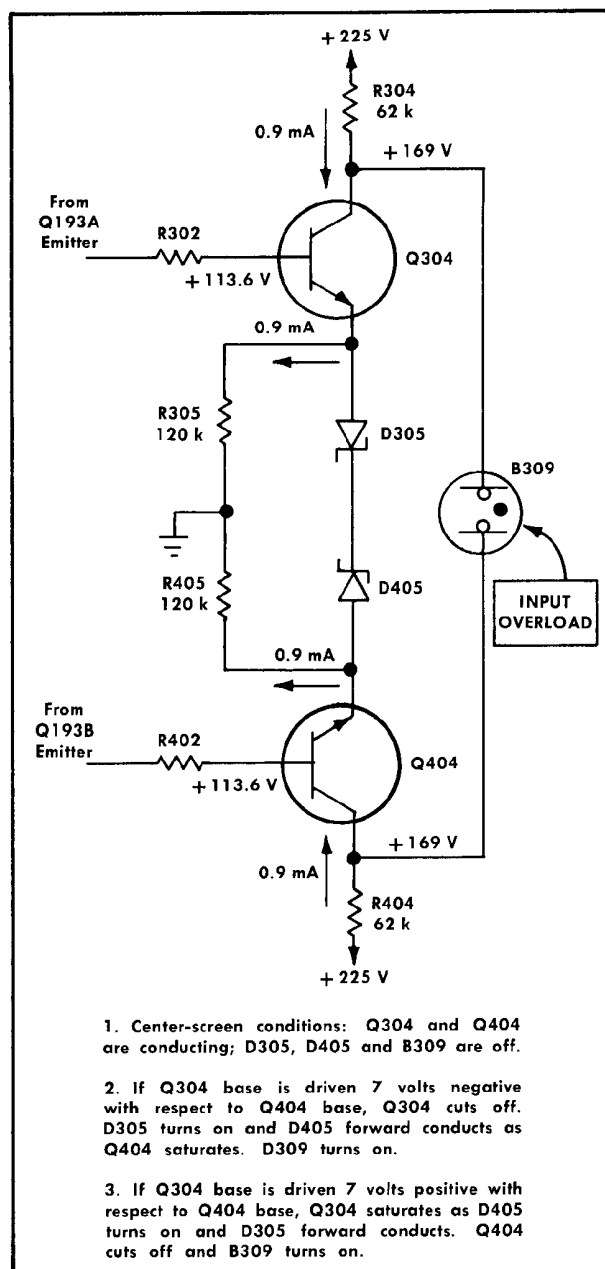 + 225 V
R304
62 k
0.9 mA
+ 169 V
From
Q193A
Emitter
R302
+ 113.6 V
Q304
0.9 mA
R305
120 k
D305
B309
R405
120 k
D405
INPUT
OVERLOAD
0.9 mA
From
Q193B
Emitter
R402
+ 113.6 V
Q404
+ 169 V
0.9 mA
R404
62 k
+ 225 V
1. Center-screen conditions: Q304 and Q404
are conducting; D305, D405 and B309 are off.
2. If Q304 base is driven 7 volts negative
with respect to Q404 base, Q304 cuts off.
D305 turns on and D405 forward conducts as
Q404 saturates. D309 turns on.
3. If Q304 base is driven 7 volts positive with
respect to Q404 base, Q304 saturates as D405
turns on and D305 forward conducts. Q404
cuts off and B309 turns on.